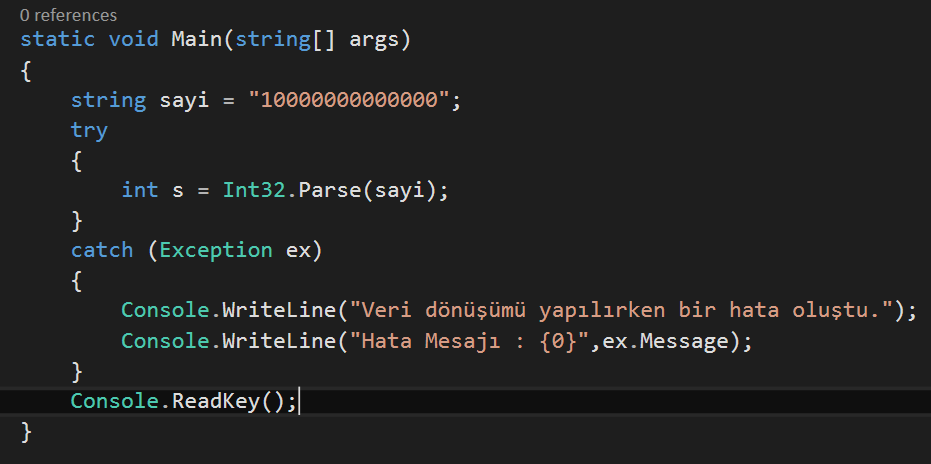 0 references
static void Main(string[] args)
{
string sayi = "10000000000000";
try
{
int s = Int32.Parse(sayi);
}
catch (Exception ex)
{
Console.WriteLine("Veri dönüşümü yapılırken bir hata oluştu.");
Console.WriteLine("Hata Mesajı : {0}",ex.Message);
}
Console.ReadKey();
}